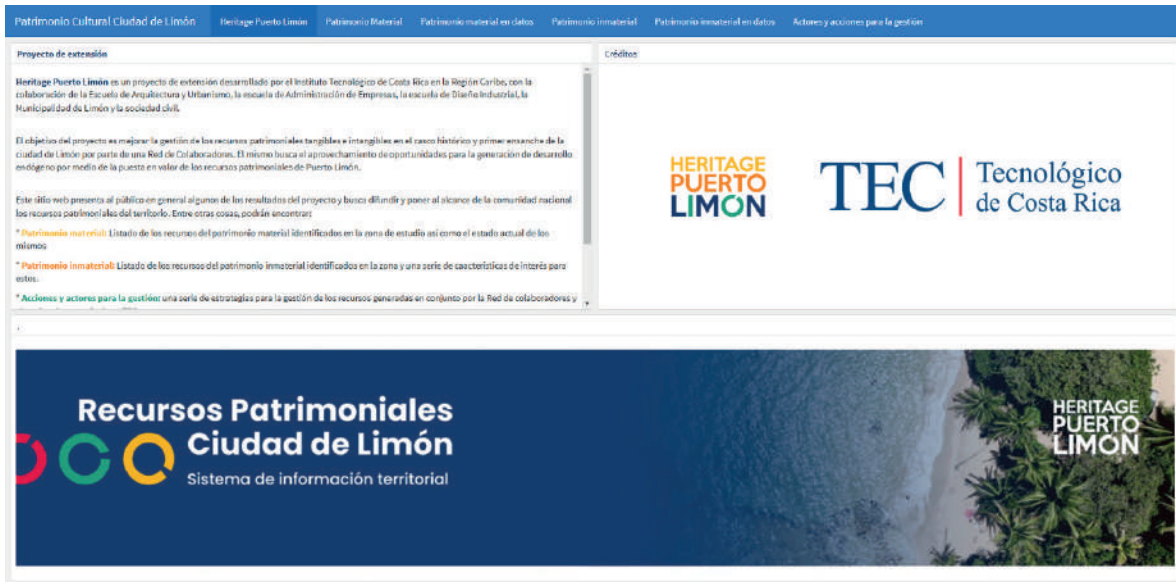 Patrimonio Cultural Ciudad de Limón
Heritage Puerto Limón
Patrimonio Material
Patrimonio material en datos
Patrimonio inmaterial
Patrimonio inmaterial en datos
Actores y acciones para la gestión
Proyecto de extensión
Heritage Puerto Limón es un proyecto de extensión desarrollado por el Instituto Tecnológico de Costa Rica en la Región Caribe, con la
colaboración de la Escuela de Arquitectura y Urbanismo, la escuela de Administración de Empresas, la escuela de Diseño Industrial, la
Municipalidad de Limón y la sociedad civil.
El objetivo del proyecto es mejorar la gestión de los recursos patrimoniales tangibles e intangibles en el casco histórico y primer ensanche de la
ciudad de Limón por parte de una Red de Colaboradores. El mismo busca el aprovechamiento de oportunidades para la generación de desarrollo
endógeno por medio de la puesta en valor de los recursos patrimoniales de Puerto Limón.
Este sitio web presenta al público en general algunos de los resultados del proyecto y busca difundir y poner al alcance de la comunidad nacional
los recursos patrimoniales del territorio. Entre otras cosas, podrán encontrar:
* Patrimonio material: Listado de los recursos del patrimonio material identificados en la zona de estudio así como el estado actual de los
mismos
* Patrimonio inmaterial: Listado de los recursos del patrimonio inmaterial identificados en la zona y una serie de caacterísticas de interés para
estos.
* Acciones y actores para la gestión: una serie de estrategias para la gestión de los recursos generadas en conjunto por la Red de colaboradores y
Créditos
HERITAGE
PUERTO
LIMÓN
TEC
Tecnológico
de Costa Rica
.
Recursos Patrimoniales
Ciudad de Limón
Sistema de información territorial
HERITAGE
PUERTO
LIMÓN